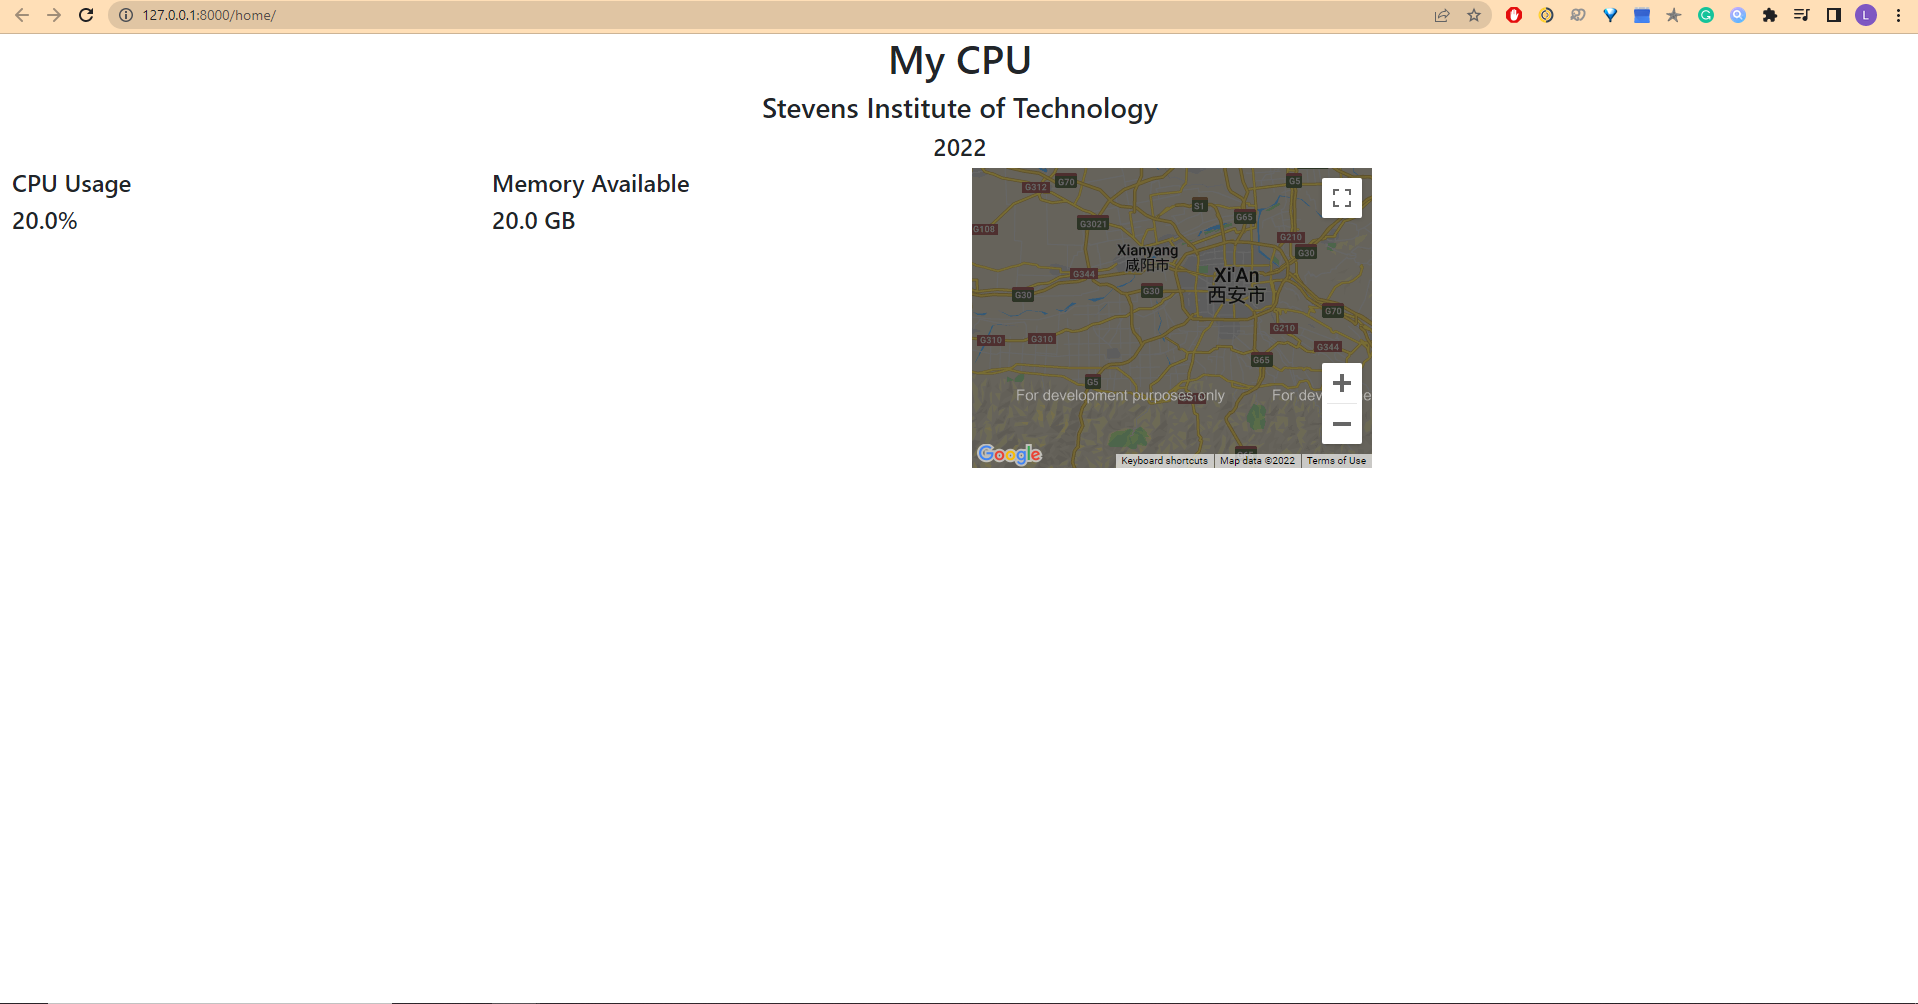 127.0.0.1:8000/home/
L
My CPU
Stevens Institute of Technology
2022
CPU Usage
20.0%
Memory Available
20.0 GB
G312
G70
G5
S1
G65
G3021
G108
G210
G30
Xianyang
咸阳市
G344
Xi'An
西安市
G30
G30
G70
G210
G310
G310
G344
G65
G5
For development purposes only
For dev
Google
Keyboard shortcuts
Map data ©2022
Terms of Use